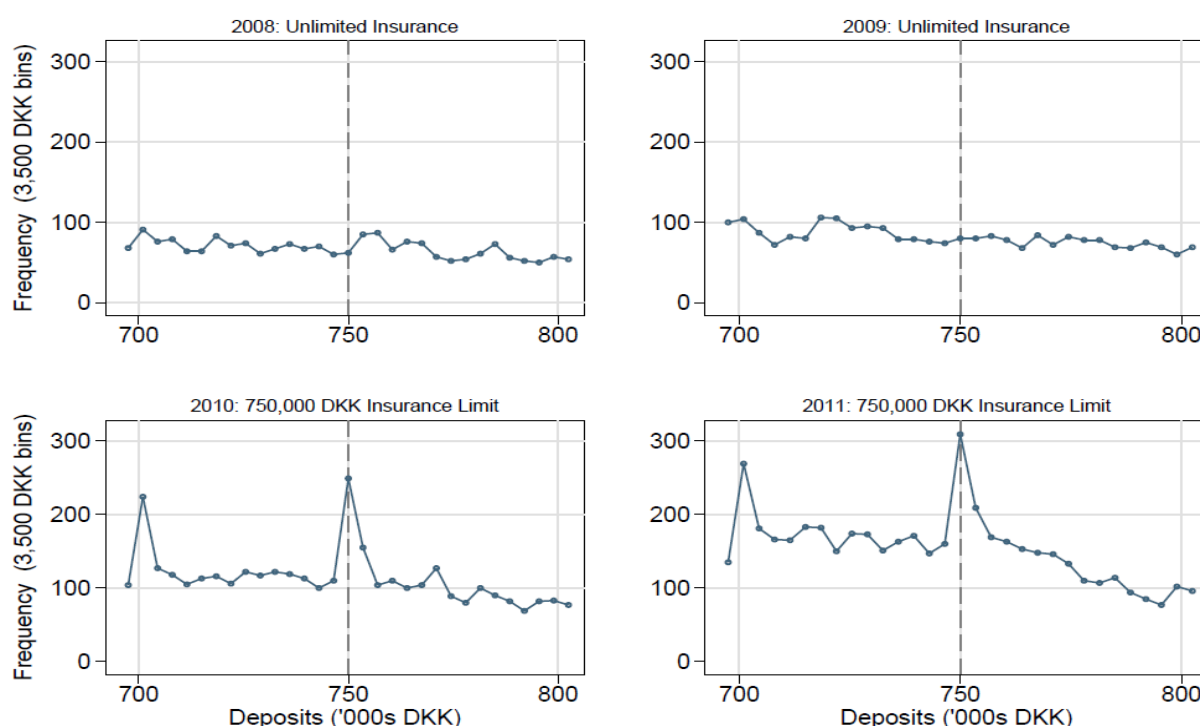 2008: Unlimited Insurance
Frequency (3,500 DKK bins)
300
200
100
0
700 750 800
2009: Unlimited Insurance
300
200
100
0
700 750 800
2010: 750,000 DKK Insurance Limit
Frequency (3,500 DKK bins)
300
200
100
0
700 750 800
Deposits ('000s DKK)
2011: 750,000 DKK Insurance Limit
300
200
100
0
700 750 800
Deposits ('000s DKK)